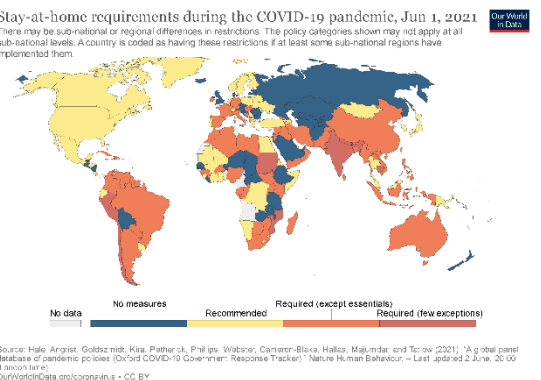 Stay-at-home requirements during the COVID-19 pandemic, Jun 1, 2021
Our World
in Data
There may be sub-national or regional differences in restrictions. The policy categories shown may not apply at all
sub-national levels. A country is coded as having these restrictions if at least some sub-national regions have
implemented them.
No data
No measures
Recommended
Required (except essentials)
Required (few exceptions)
Source: Hale, Angrist, Goldszmidt, Kira, Petherick, Phillips, Webster, Cameron-Blake, Hallas, Majumdar, and Tatlow (2021). "A global panel
database of pandemic policies (Oxford COVID-19 Government Response Tracker)." Nature Human Behaviour. – Last updated 2 June, 20:00
(London time)
OurWorldInData.org/coronavirus • CC BY